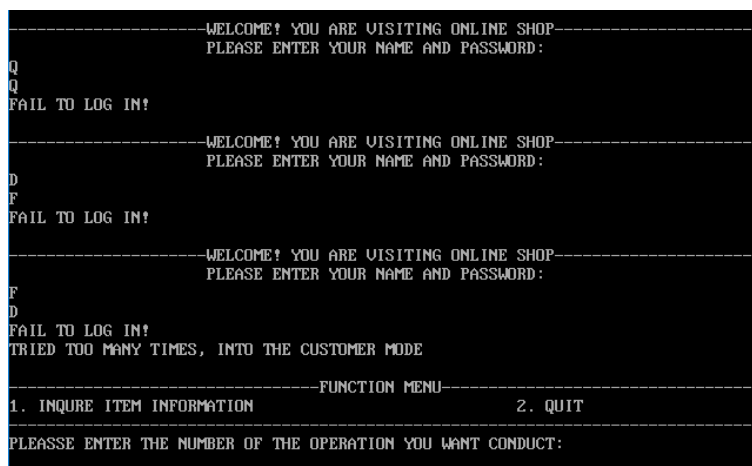 --------------------WELCOME! YOU ARE VISITING ONLINE SHOP--------------------
PLEASE ENTER YOUR NAME AND PASSWORD:
Q
Q
FAIL TO LOG IN!
--------------------WELCOME! YOU ARE VISITING ONLINE SHOP--------------------
PLEASE ENTER YOUR NAME AND PASSWORD:
D
F
FAIL TO LOG IN!
--------------------WELCOME! YOU ARE VISITING ONLINE SHOP--------------------
PLEASE ENTER YOUR NAME AND PASSWORD:
F
D
FAIL TO LOG IN!
TRIED TOO MANY TIMES, INTO THE CUSTOMER MODE
--------------------------------FUNCTION MENU--------------------------------
1. INQURE ITEM INFORMATION 2. QUIT
PLEASSE ENTER THE NUMBER OF THE OPERATION YOU WANT CONDUCT: